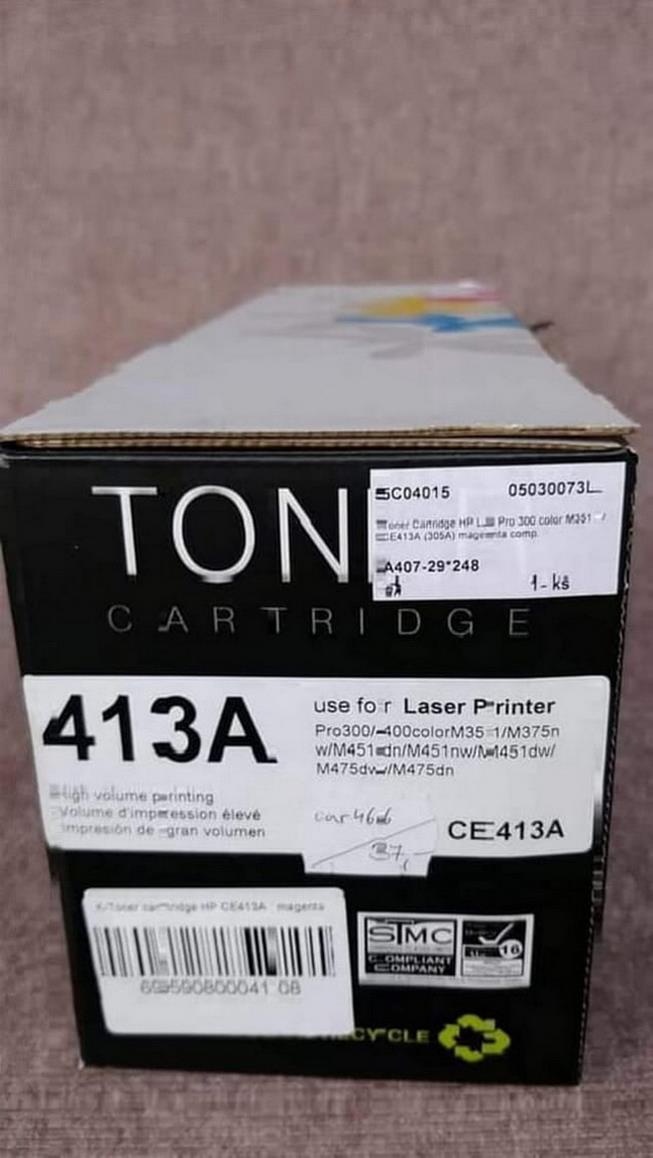 TON
CARTRIDGE
5C04015 05030073L
Toner Cartridge HP Pro 300 color M351
CE413A (305A) magenta comp.
A407-29*248
1-ks
413A
use for Laser Printer
Pro300/400colorM351/M375n
w/M451dn/M451nw/M451dw/
M475dw/M475dn
High volume printing
Volume d'impression élevé
impresión de gran volumen
37,-
CE413A
X-Toner cartridge HP CE413A magenta
STMC
COMPLIANT
COMPANY
16
RECYCLE